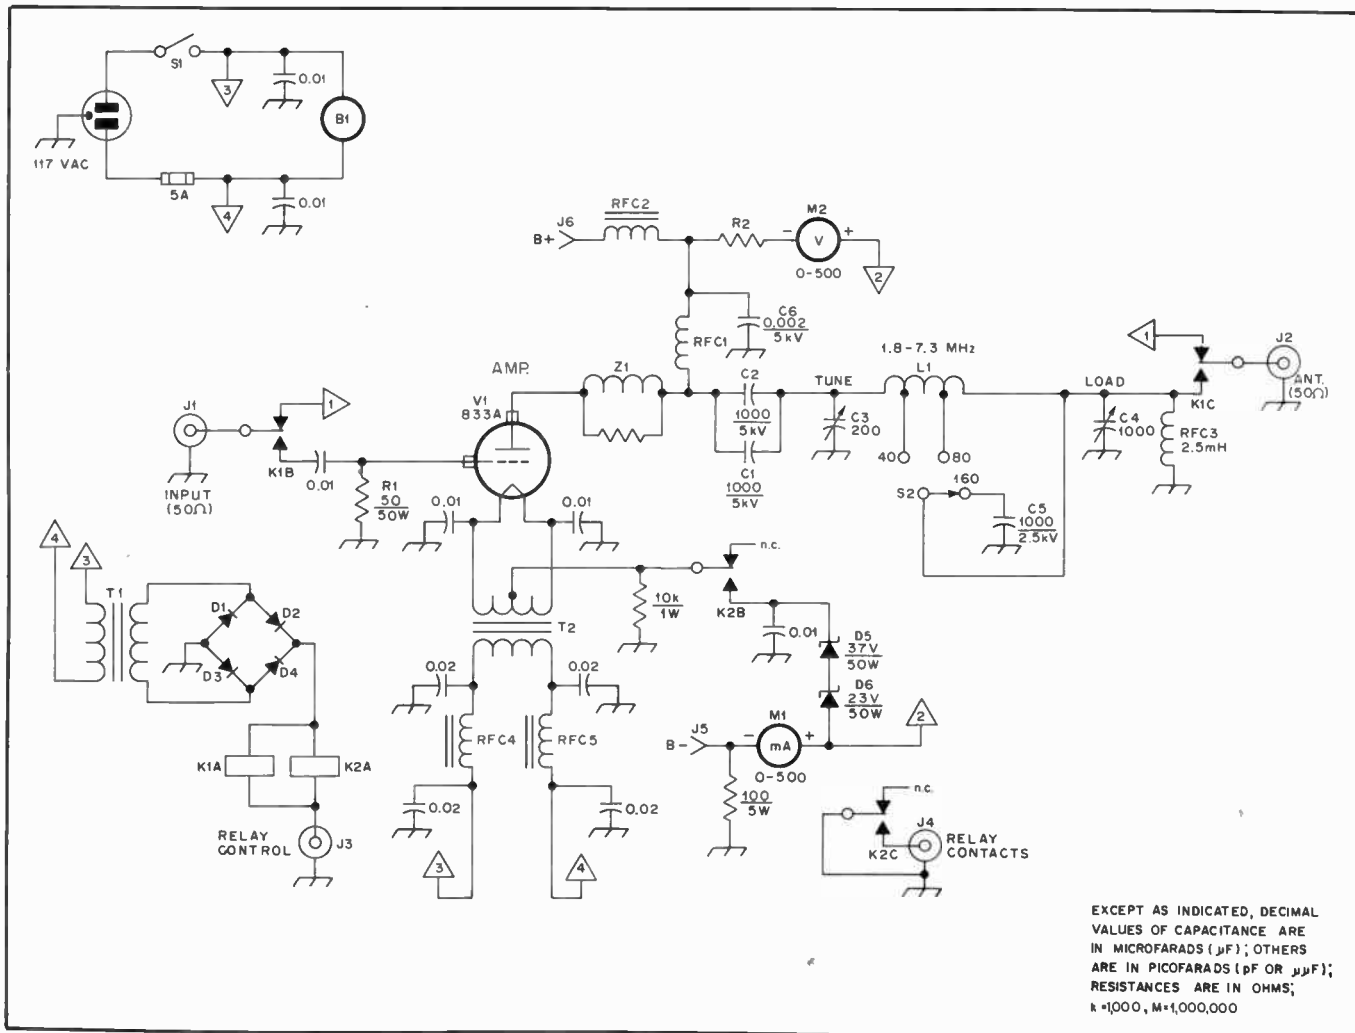 S1
3
0.01
B1
117 VAC
5A
4
0.01
J6
B+
RFC2
R2
M2
-
V
+
0-500
2
C6
0.002
5kV
RFC1
AMP.
Z1
C2
1000
5kV
C1
1000
5kV
TUNE
C3
200
1.8-7.3 MHz
L1
40
80
S2
160
C5
1000
2.5kV
LOAD
C4
1000
RFC3
2.5mH
1
K1C
J2
ANT.
(50Ω)
V1
833A
J1
INPUT
(50Ω)
1
K1B
0.01
R1
50
50W
0.01
0.01
4
3
T1
D1
D2
D3
D4
K1A
K2A
RELAY
CONTROL
J3
T2
10k
1W
n.c.
K2B
0.01
D5
37V
50W
D6
23V
50W
0.02
0.02
RFC4
RFC5
0.02
0.02
3
4
J5
B-
-
M1
mA
+
0-500
2
100
5W
n.c.
K2C
J4
RELAY
CONTACTS
EXCEPT AS INDICATED, DECIMAL
VALUES OF CAPACITANCE ARE
IN MICROFARADS (µF); OTHERS
ARE IN PICOFARADS (pF OR µµF);
RESISTANCES ARE IN OHMS;
k=1,000, M=1,000,000